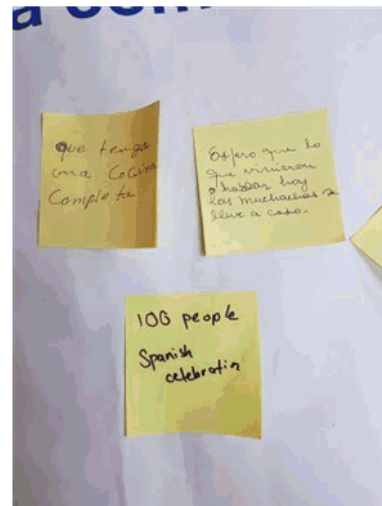 a com
que tenga
una Cocina
Completa
Espero que lo
que vinieron
a hablar hoy
las muchachas se
lleve a cabo.
100 people
Spanish
celebratin